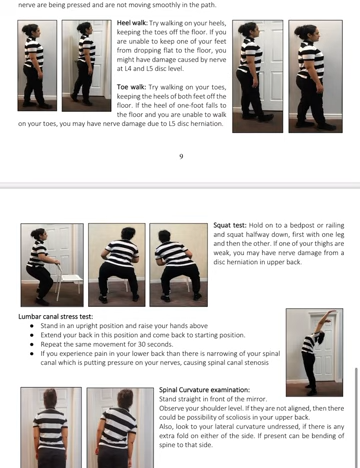 nerve are being pressed and are not moving smoothly in the path.
Heel walk: Try walking on your heels,
keeping the toes off the floor. If you
are unable to keep one of your feet
from dropping flat to the floor, you
might have damage caused by nerve
at L4 and L5 disc level.
Toe walk: Try walking on your toes,
keeping the heels of both feet off the
floor. If the heel of one-foot falls to
the floor and you are unable to walk
on your toes, you may have nerve damage due to L5 disc herniation.
9
Squat test: Hold on to a bedpost or railing
and squat halfway down, first with one leg
and then the other. If one of your thighs are
weak, you may have nerve damage from a
disc herniation in upper back.
Lumbar canal stress test:
● Stand in an upright position and raise your hands above
● Extend your back in this position and come back to starting position.
● Repeat the same movement for 30 seconds.
● If you experience pain in your lower back than there is narrowing of your spinal
canal which is putting pressure on your nerves, causing spinal canal stenosis
Spinal Curvature examination:
Stand straight in front of the mirror.
Observe your shoulder level. If they are not aligned, then there
could be possibility of scoliosis in your upper back.
Also, look to your lateral curvature undressed, if there is any
extra fold on either of the side. If present can be bending of
spine to that side.